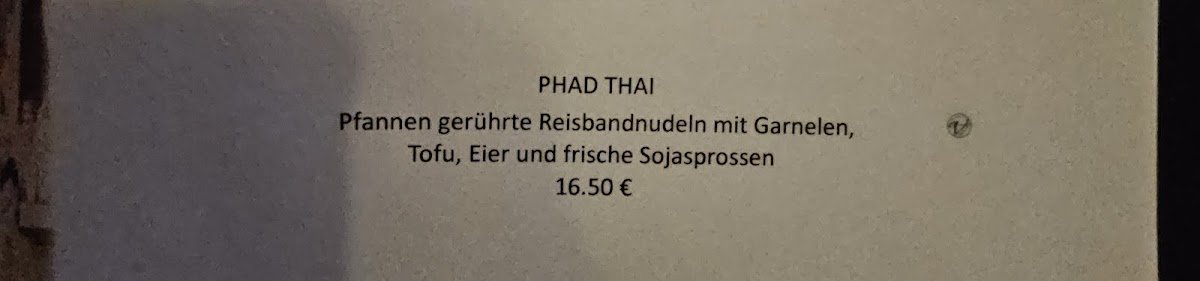 PHAD THAI
Pfannen gerührte Reisbandnudeln mit Garnelen,
Tofu, Eier und frische Sojasprossen
16.50 €